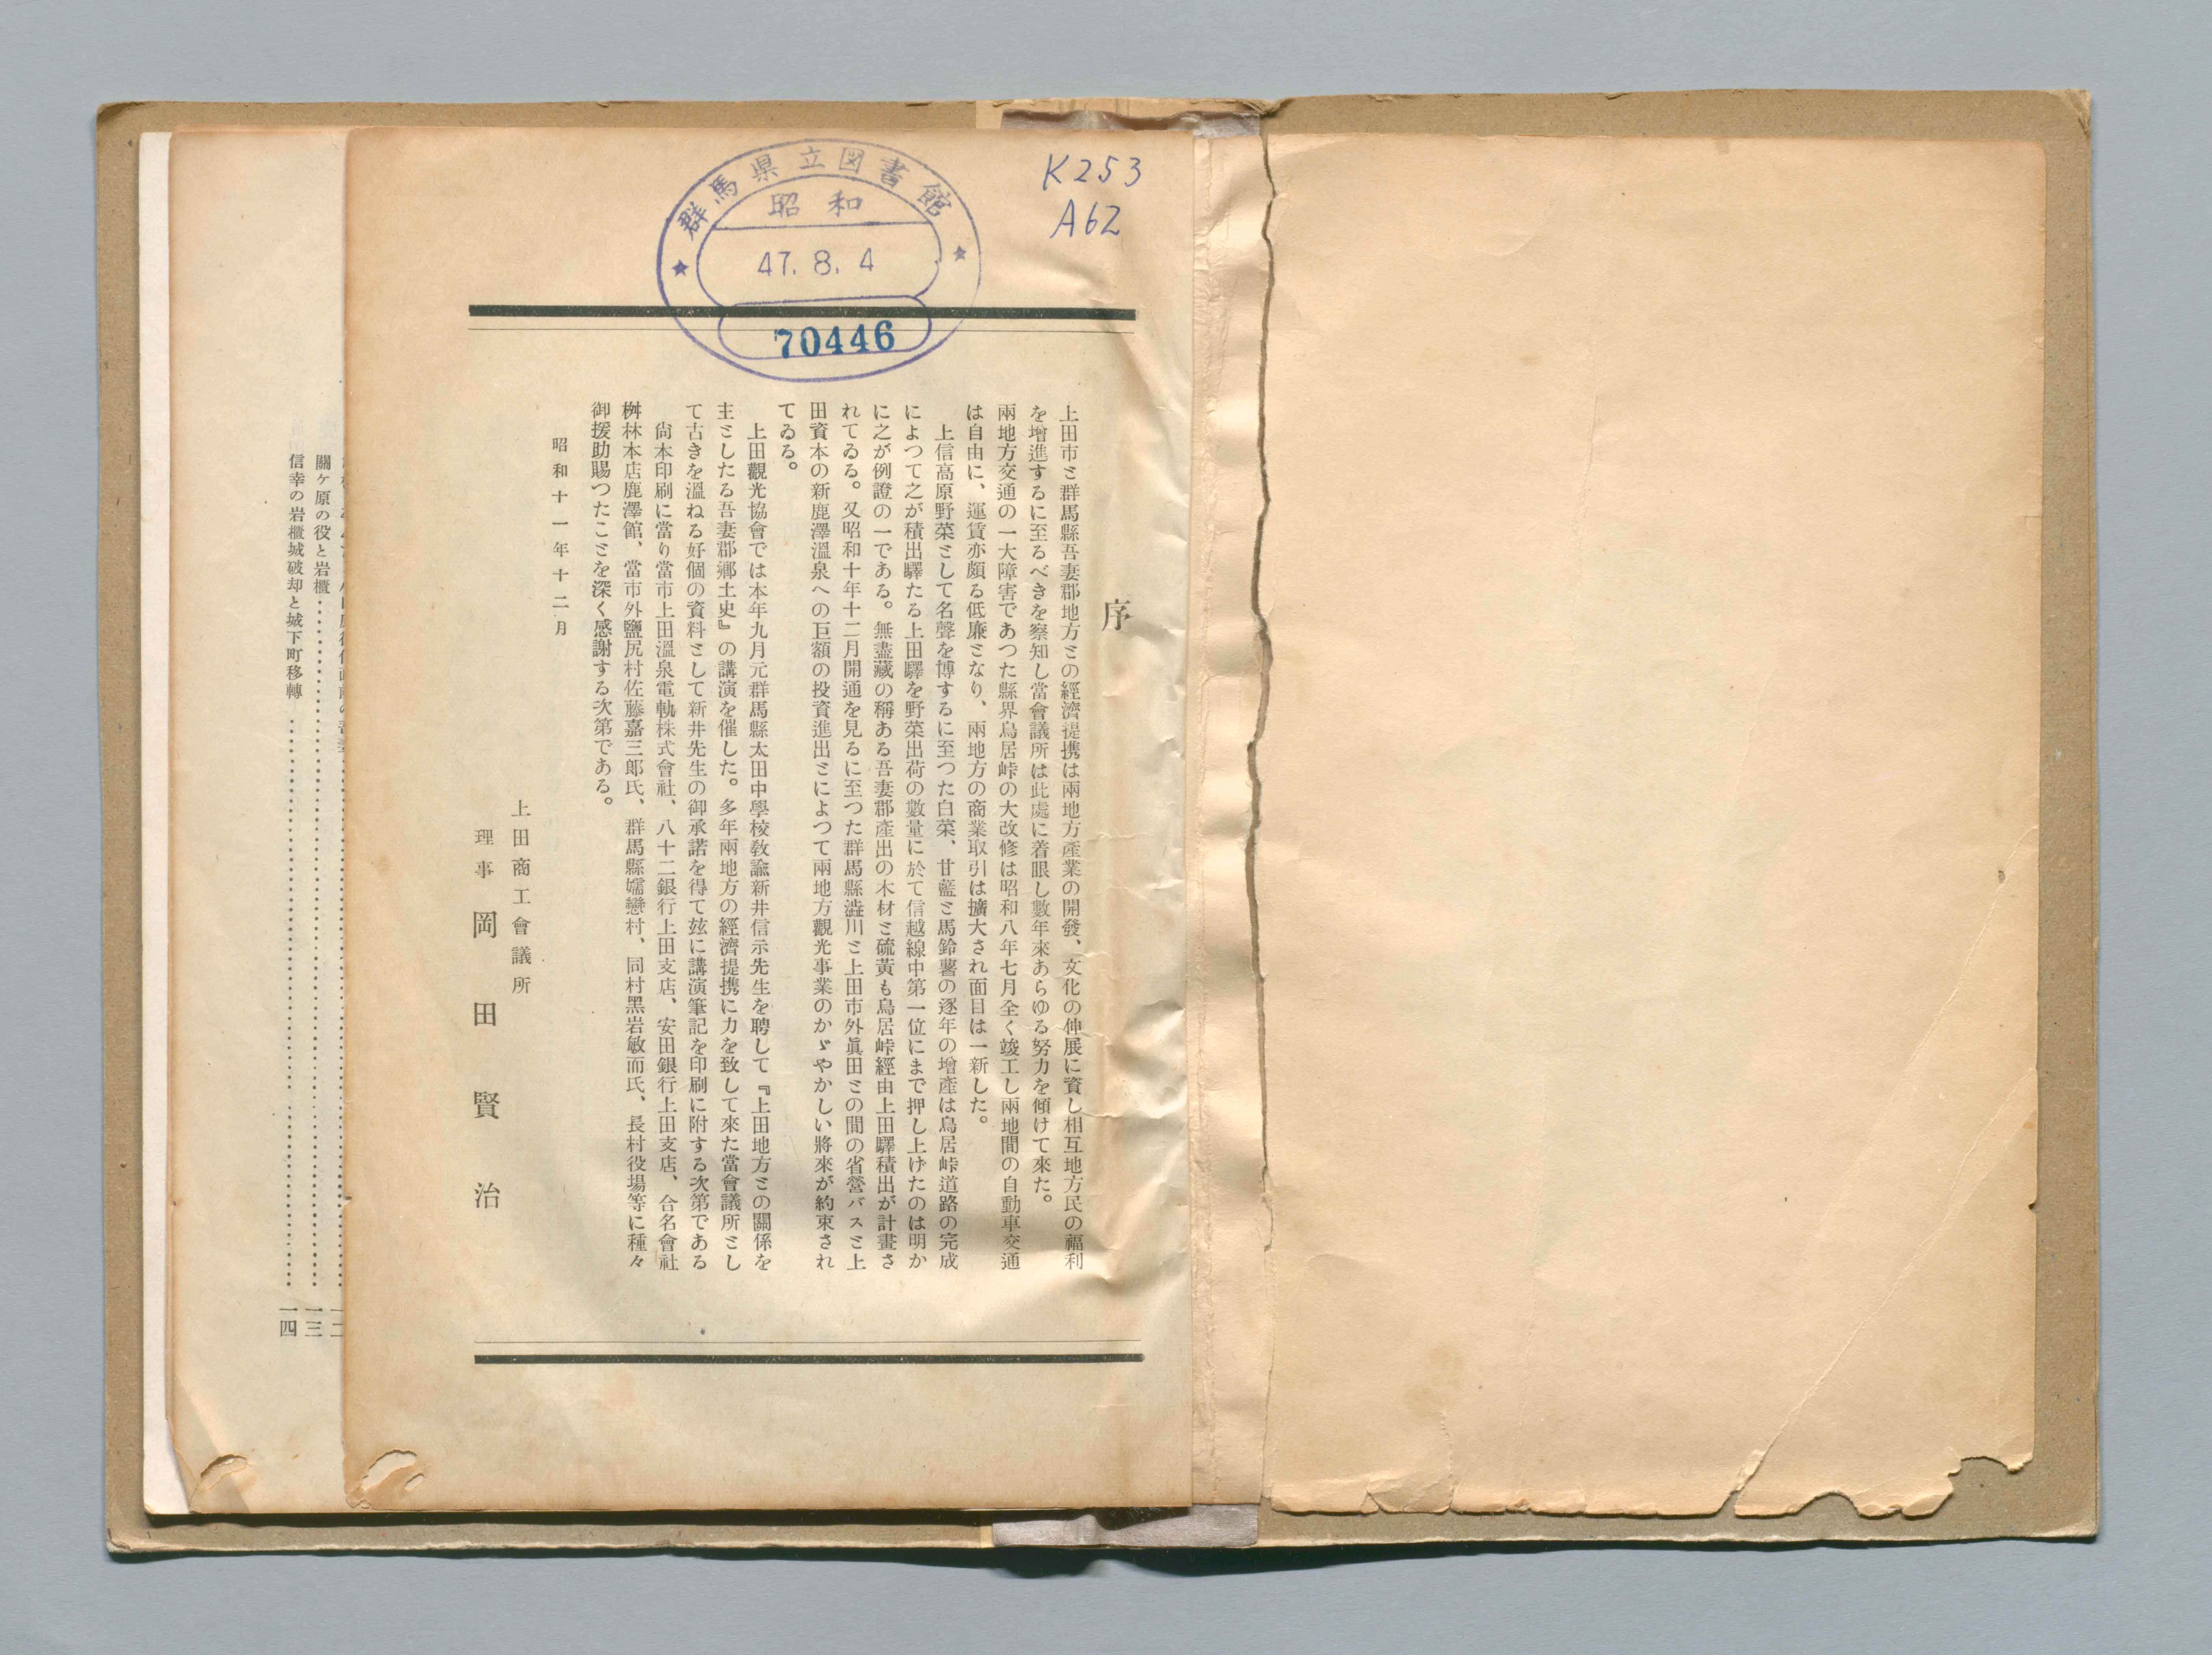 K253
A62
群馬県立図書館
昭和
47.8.4
70446
序
上田市ミ群馬縣吾妻郡地方ミの經濟提携は兩地方產業の開發、文化の伸展に資し相互地方民の福利
を增進するに至るべきを察知し當會議所は此處に着眼し數年來あらゆる努力を傾けて來た。
兩地方交通の一大障害であつた縣界鳥居峠の大改修は昭和八年七月全く竣工し兩地間の自動車交通
は自由に、運賃亦頗る低廉ミなり、兩地方の商業取引は擴大され面目は一新した。
上信高原野菜ミして名聲を博するに至つた白菜、甘藍ミ馬鈴薯の逐年の增產は鳥居峠道路の完成
によつて之が積出驛たる上田驛を野菜出荷の數量に於て信越線中第一位にまで押し上げたのは明か
に之が例證の一である。無盡藏の稱ある吾妻郡產出の木材ミ硫黃も鳥居峠經由上田驛積出が計畫さ
れてゐる。又昭和十年十二月開通を見るに至つた群馬縣澁川ミ上田市外眞田ミの間の省營バスミ上
田資本の新鹿澤溫泉への巨額の投資進出ミによつて兩地方觀光事業のかゞやかしい將來が約束され
てゐる。
上田觀光協會では本年九月元群馬縣太田中學校敎諭新井信示先生を聘して『上田地方ミの關係を
主ミしたる吾妻郡鄕土史』の講演を催した。多年兩地方の經濟提携に力を致して來た當會議所ミし
て古きを溫ねる好個の資料ミして新井先生の御承諾を得て玆に講演筆記を印刷に附する次第である
尙本印刷に當り當市上田溫泉電軌株式會社、八十二銀行上田支店、安田銀行上田支店、合名會社
桝林本店鹿澤館、當市外鹽尻村佐藤嘉三郞氏、群馬縣嬬戀村、同村黑岩敏而氏、長村役場等に種々
御援助賜つたこミを深く感謝する次第である。
昭和十一年十二月
上田商工會議所
理事 岡田賢治
關ケ原の役と岩櫃……一三
信幸の岩櫃城破却と城下町移轉……一四